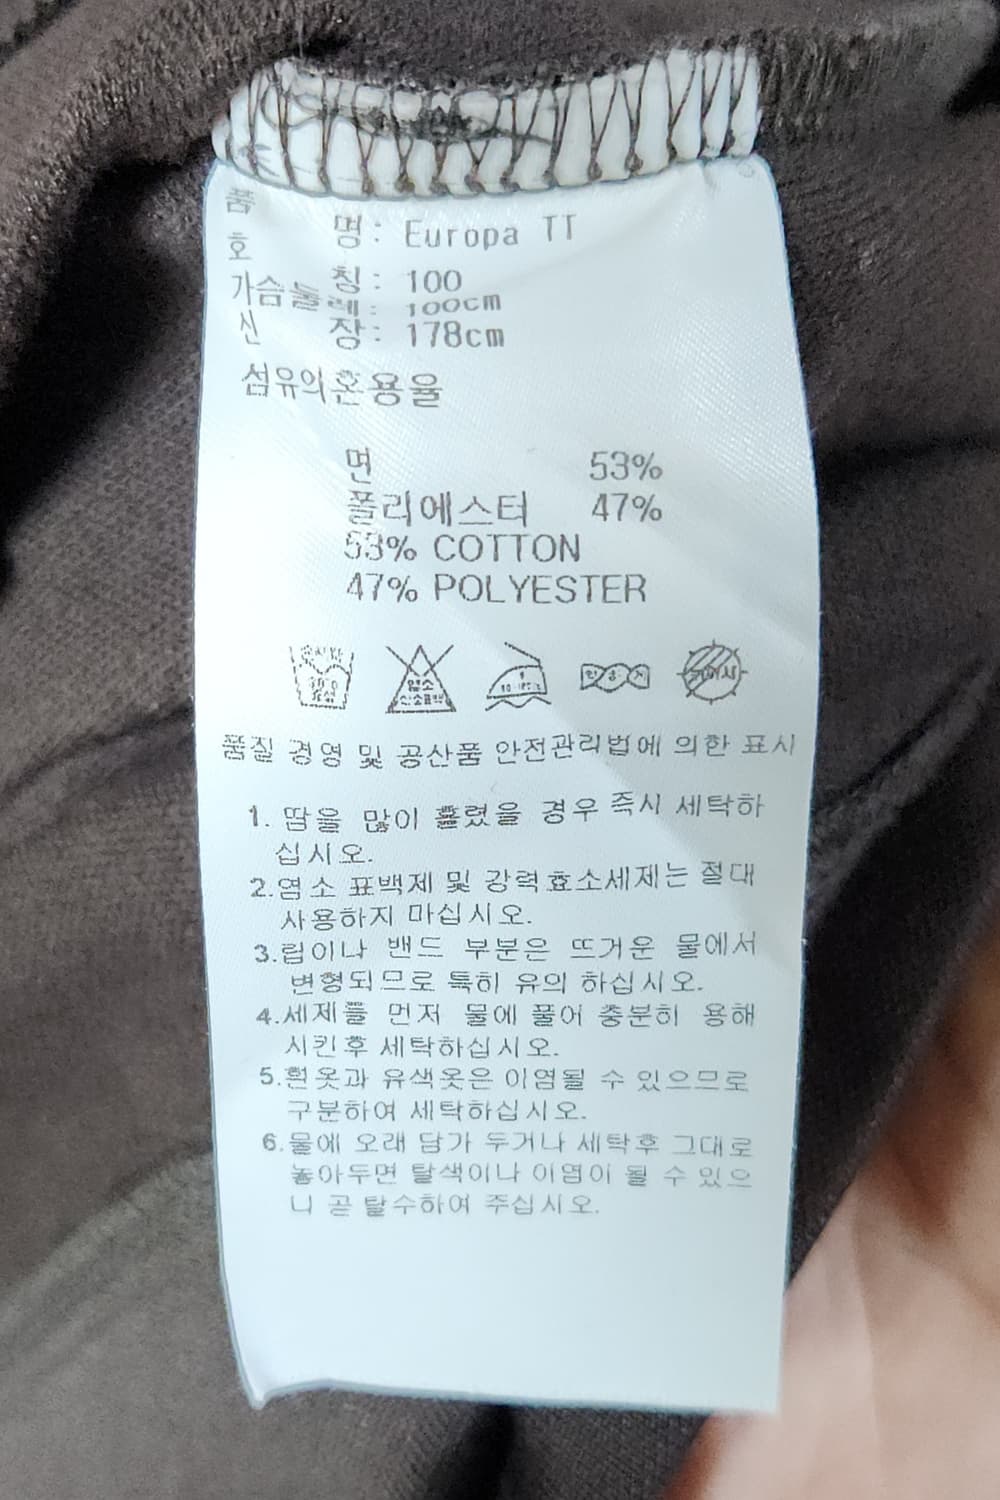 품 명: Europa TT
호 칭: 100
가슴둘레: 100cm
신 장: 178cm
섬유의혼용율
면 53%
폴리에스터 47%
53% COTTON
47% POLYESTER
염소
품질 경영 및 공산품 안전관리법에 의한 표시
1. 땀을 많이 흘렸을 경우 즉시 세탁하
십시오.
2.염소 표백제 및 강력효소세제는 절대
사용하지 마십시오.
3.립이나 밴드 부분은 뜨거운 물에서
변형되므로 특히 유의 하십시오.
4.세제를 먼저 물에 풀어 충분히 용해
시킨후 세탁하십시오.
5.흰옷과 유색옷은 이염될 수 있으므로
구분하여 세탁하십시오.
6.물에 오래 담가 두거나 세탁후 그대로
놓아두면 탈색이나 이염이 될 수 있으
니 곧 탈수하여 주십시오.